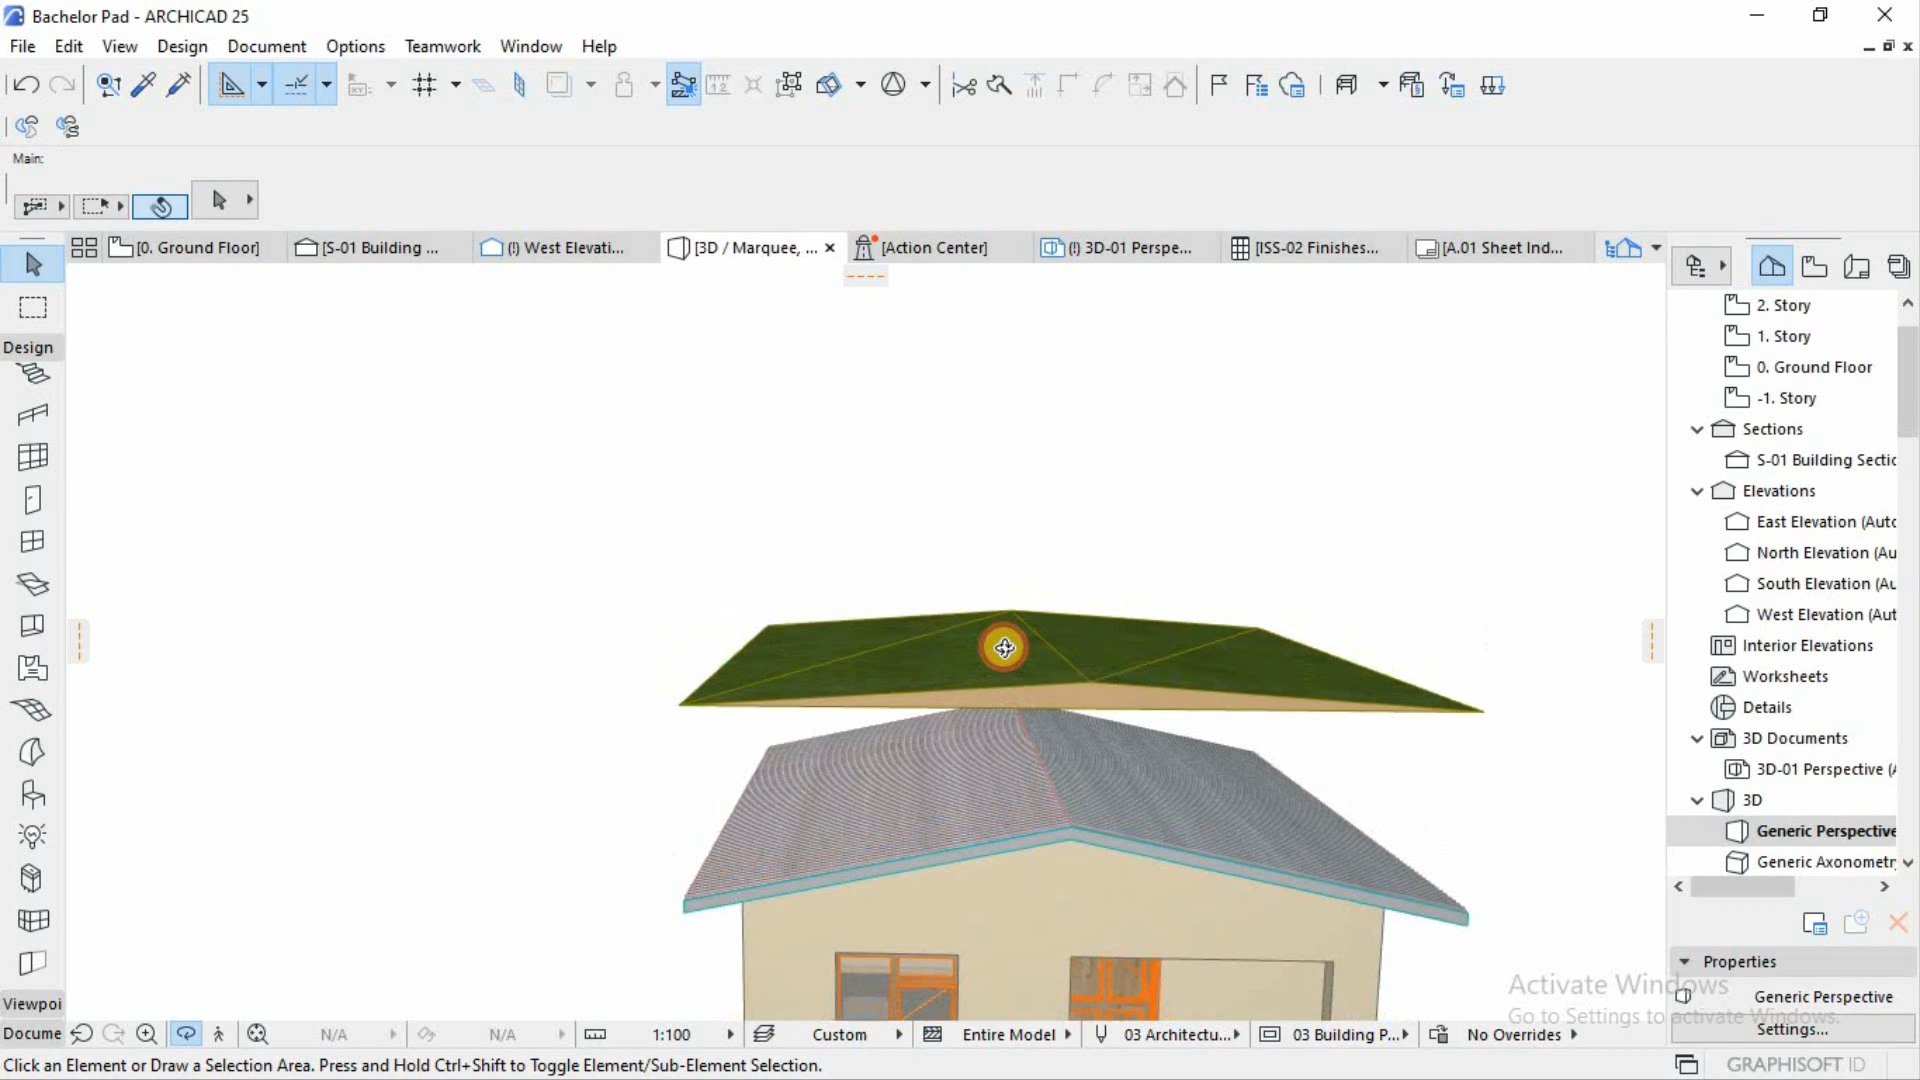 Bachelor Pad - ARCHICAD 25
File Edit View Design Document Options Teamwork Window Help
Main:
[0. Ground Floor] [S-01 Building ... (!) West Elevati... [3D / Marquee, ... [Action Center] (!) 3D-01 Perspe... [ISS-02 Finishes... [A.01 Sheet Ind...
Design
2. Story
1. Story
0. Ground Floor
-1. Story
Sections
S-01 Building Sectic
Elevations
East Elevation (Autc
North Elevation (Au
South Elevation (Au
West Elevation (Aut
Interior Elevations
Worksheets
Details
3D Documents
3D-01 Perspective (A
3D
Generic Perspective
Generic Axonometr
Properties
Activate Windows
Generic Perspective
Go to Settings to activate Windows.
Settings...
Viewpoi
Docume N/A N/A 1:100 Custom Entire Model 03 Architectu... 03 Building P... No Overrides
Click an Element or Draw a Selection Area. Press and Hold Ctrl+Shift to Toggle Element/Sub-Element Selection.
GRAPHISOFT ID